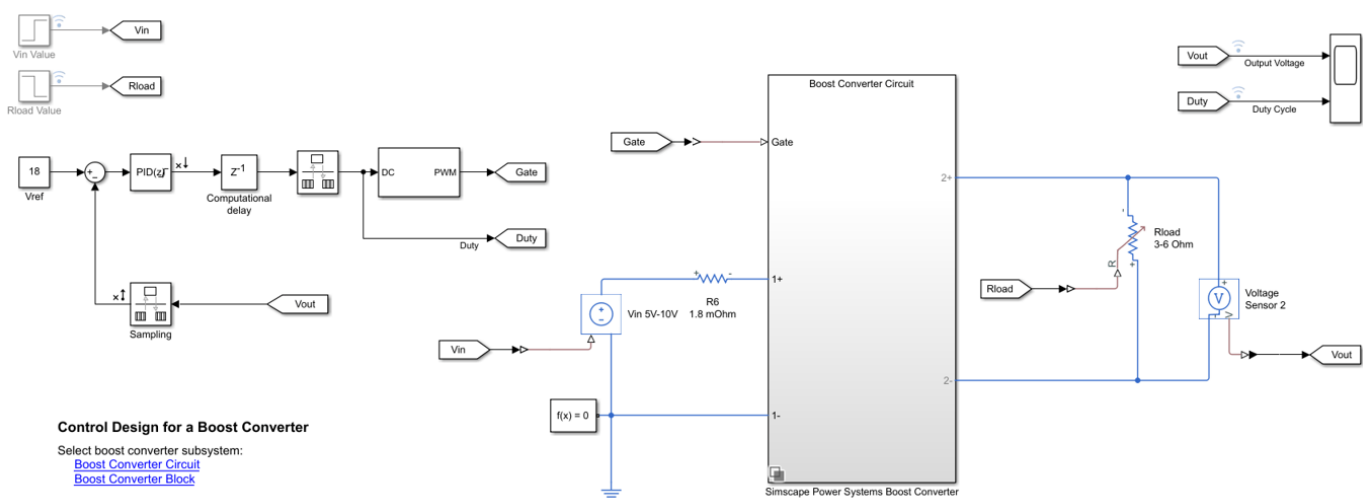 Vin
Vin Value
Rload
Rload Value
18
Vref
+
-
PID(z)
Z-1
Computational
delay
DC
PWM
Gate
Duty
Duty
Vout
Sampling
Control Design for a Boost Converter
Select boost converter subsystem:
Boost Converter Circuit
Boost Converter Block
Gate
Boost Converter Circuit
Gate
1+
1-
2+
2-
Simscape Power Systems Boost Converter
+
-
R6
1.8 mOhm
+
-
Vin 5V-10V
Vin
f(x) = 0
-
+
R
Rload
3-6 Ohm
Rload
V
+
-
V
Voltage
Sensor 2
Vout
Vout
Output Voltage
Duty
Duty Cycle